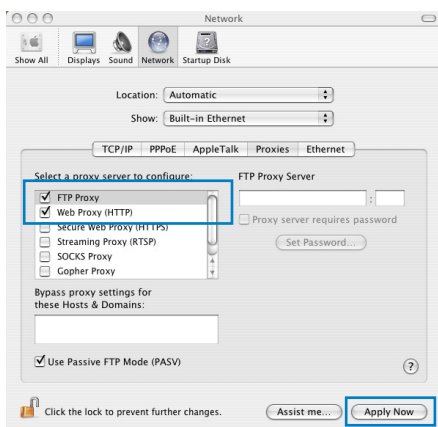 Network
Show All Displays Sound Network Startup Disk
Location: Automatic
Show: Built-in Ethernet
TCP/IP PPPoE AppleTalk Proxies Ethernet
Select a proxy server to configure: FTP Proxy Server
FTP Proxy :
Web Proxy (HTTP) Proxy server requires password
Secure Web Proxy (HTTPS)
Streaming Proxy (RTSP) Set Password...
SOCKS Proxy
Gopher Proxy
Bypass proxy settings for
these Hosts & Domains:
Use Passive FTP Mode (PASV) ?
Click the lock to prevent further changes. Assist me... Apply Now